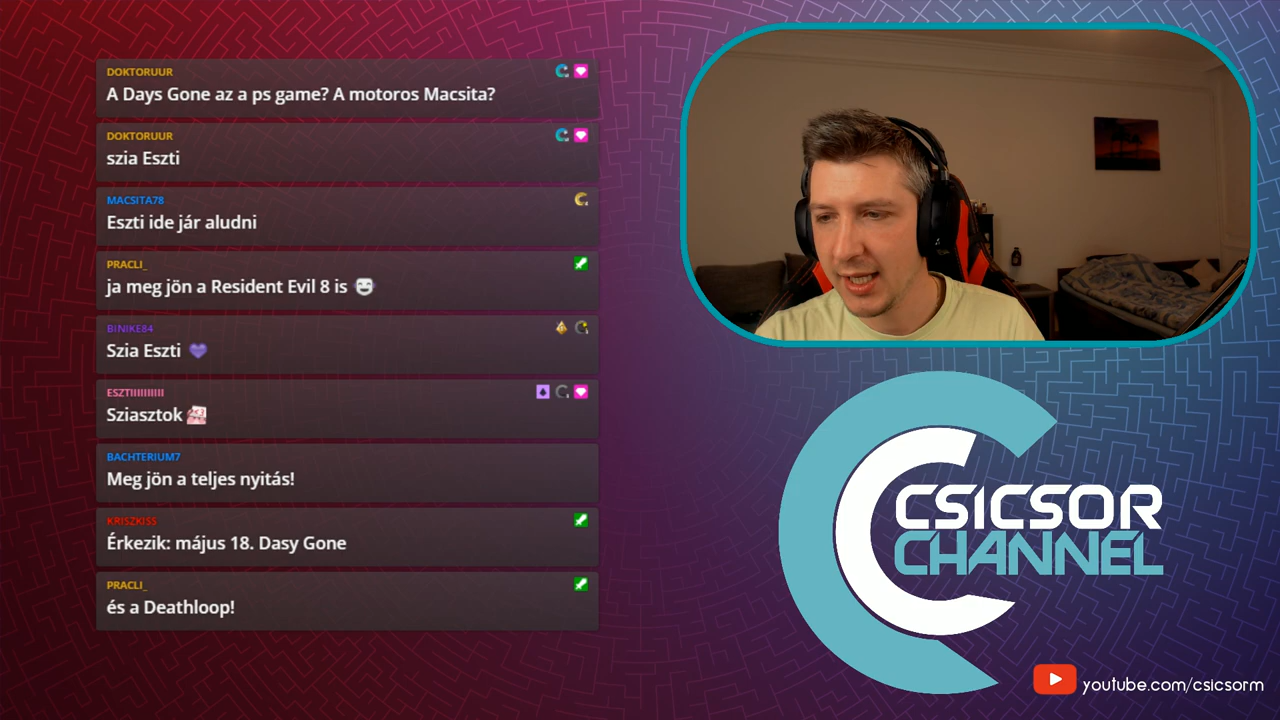 DOKTORUUR
A Days Gone az a ps game? A motoros Macsita?
DOKTORUUR
szia Eszti
MACSITA78
Eszti ide jár aludni
PRACLI_
ja meg jön a Resident Evil 8 is
BINIKE84
Szia Eszti
ESZTIIIIIIIIII
Sziasztok
BACHTERIUM7
Meg jön a teljes nyitás!
KRISZKISS
Érkezik: május 18. Dasy Gone
PRACLI_
és a Deathloop!
CSICSOR
CHANNEL
youtube.com/csicsorm